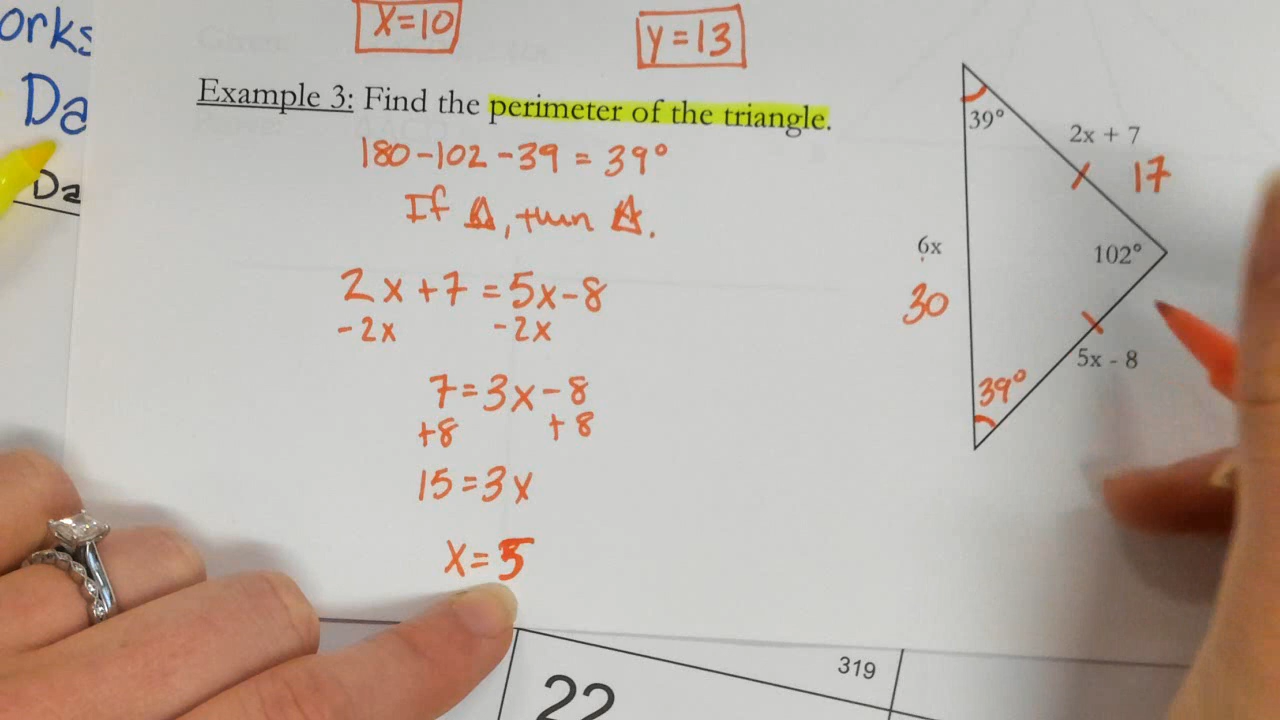 orks
Da
Da
x=10
y=13
Example 3: Find the perimeter of the triangle.
180-102-39=39°
If △, then △.
2x+7=5x-8
-2x -2x
7=3x-8
+8 +8
15=3x
x=5
39°
2x + 7
17
6x
102°
30
5x - 8
39°
319
22